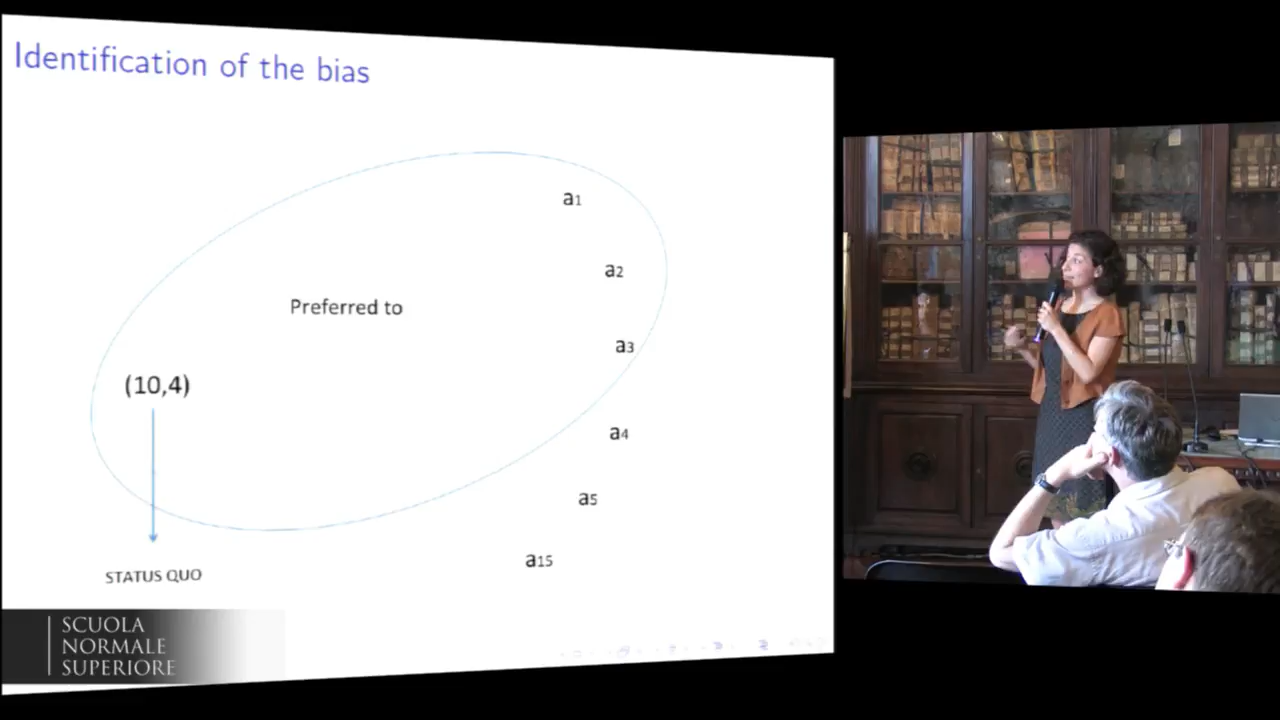 Identification of the bias
a1
a2
Preferred to
a3
(10,4)
a4
a5
a15
STATUS QUO
SCUOLA
NORMALE
SUPERIORE